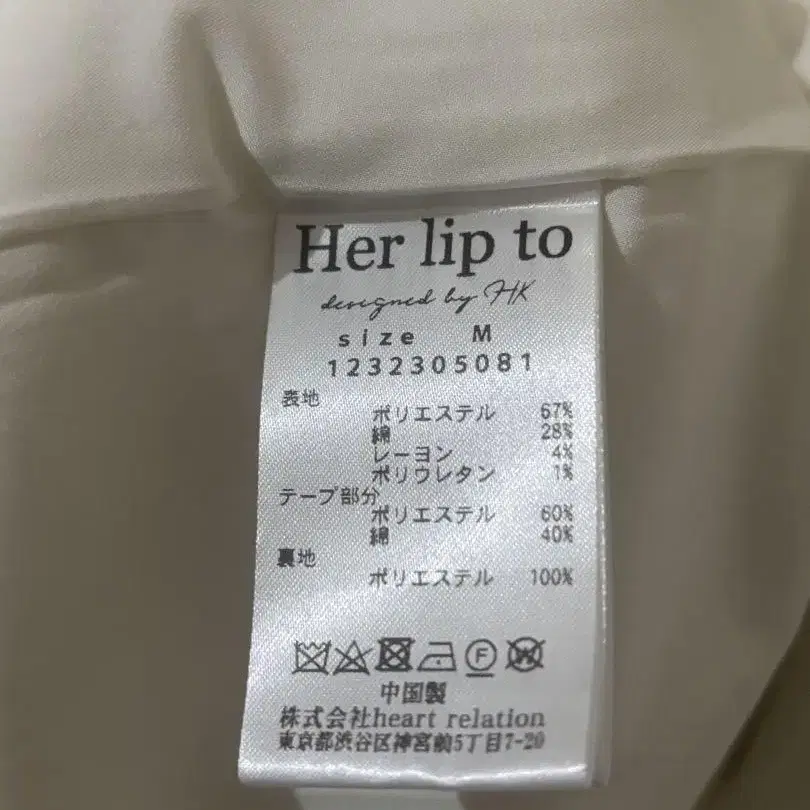 Her lip to
designed by HK
size M
1232305081
表地
ポリエステル 67%
綿 28%
レーヨン 4%
ポリウレタン 1%
テープ部分
ポリエステル 60%
綿 40%
裏地
ポリエステル 100%
F W
中国製
株式会社heart relation
東京都渋谷区神宮前5丁目7-20